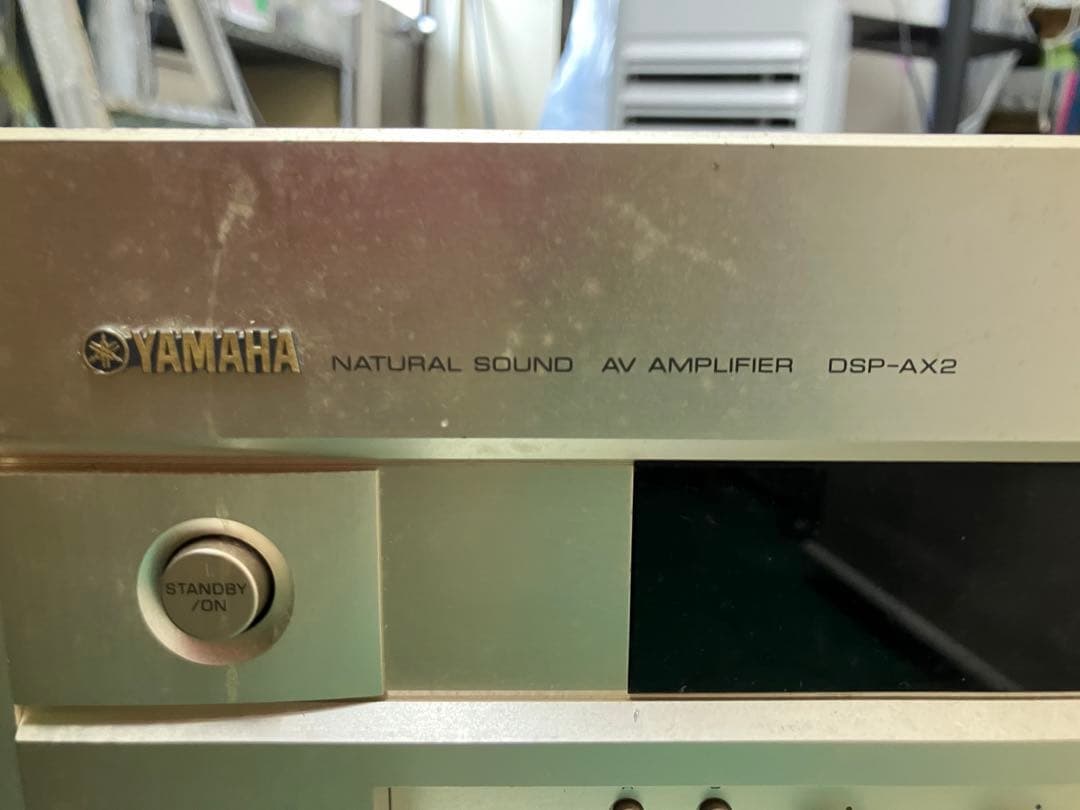 YAMAHA NATURAL SOUND AV AMPLIFIER DSP-AX2
STANDBY
/ON